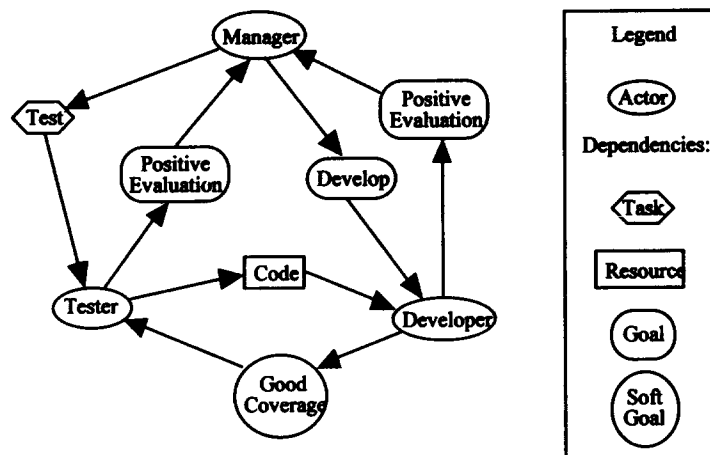 Manager
Test
Positive
Evaluation
Positive
Evaluation
Develop
Code
Tester
Developer
Good
Coverage
Legend
Actor
Dependencies:
Task
Resource
Goal
Soft
Goal